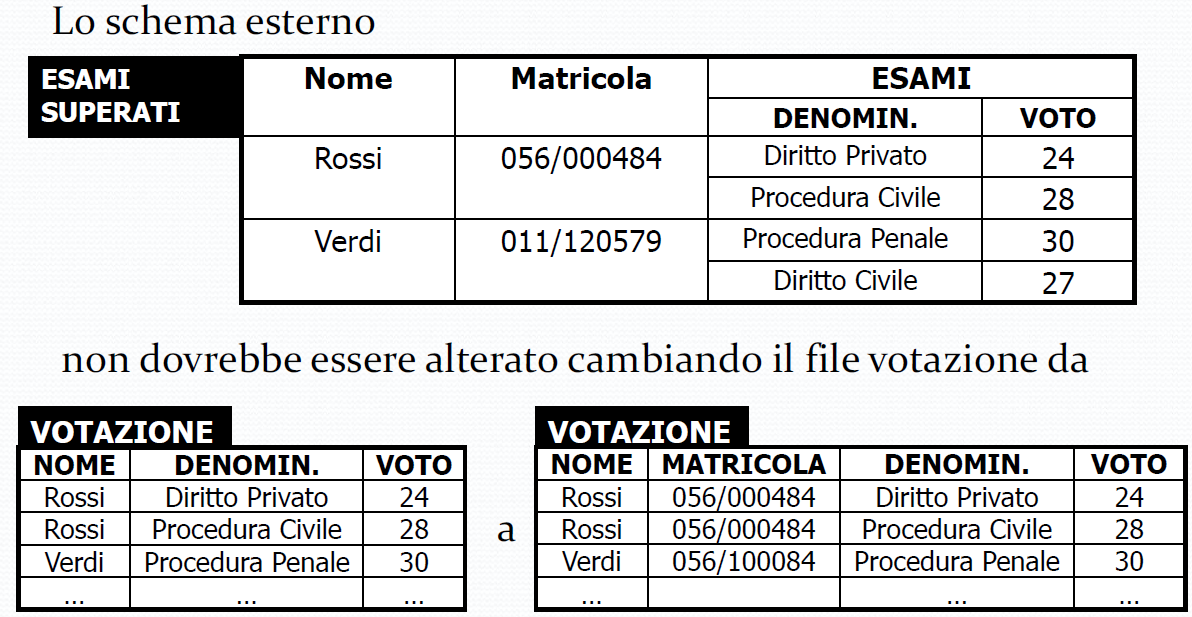 Lo schema esterno
ESAMI SUPERATI
Nome Matricola ESAMI
DENOMIN. VOTO
Rossi 056/000484 Diritto Privato 24
Procedura Civile 28
Verdi 011/120579 Procedura Penale 30
Diritto Civile 27
non dovrebbe essere alterato cambiando il file votazione da
VOTAZIONE
NOME DENOMIN. VOTO
Rossi Diritto Privato 24
Rossi Procedura Civile 28
Verdi Procedura Penale 30
... ... ...
a
VOTAZIONE
NOME MATRICOLA DENOMIN. VOTO
Rossi 056/000484 Diritto Privato 24
Rossi 056/000484 Procedura Civile 28
Verdi 056/100084 Procedura Penale 30
... ... ...